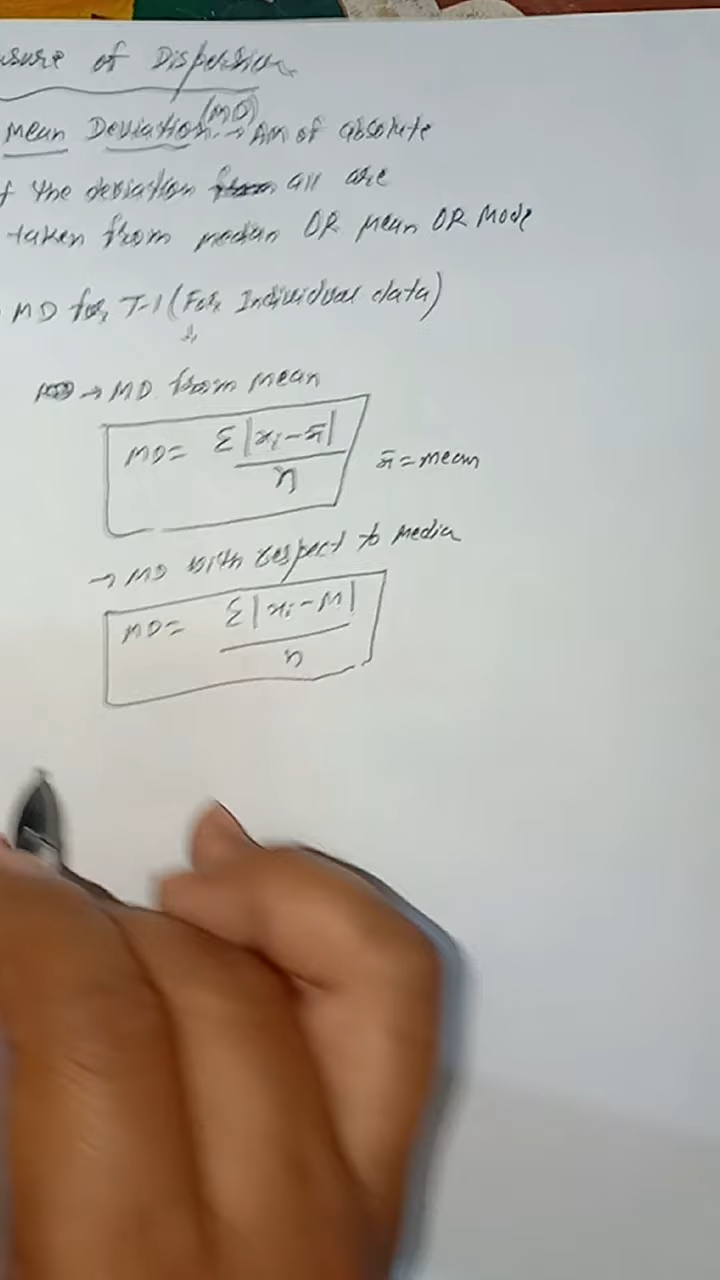 sure of Dispersion
Mean Deviation (MD) → AM of absolute
f the deviation all are
taken from median OR mean OR Mode
MD for T-1 (For Individual data)
→ MD from mean
MD = Σ|xi-x̄|
n
x̄ = mean
→ MD with respect to media
MD = Σ|xi-M|
n